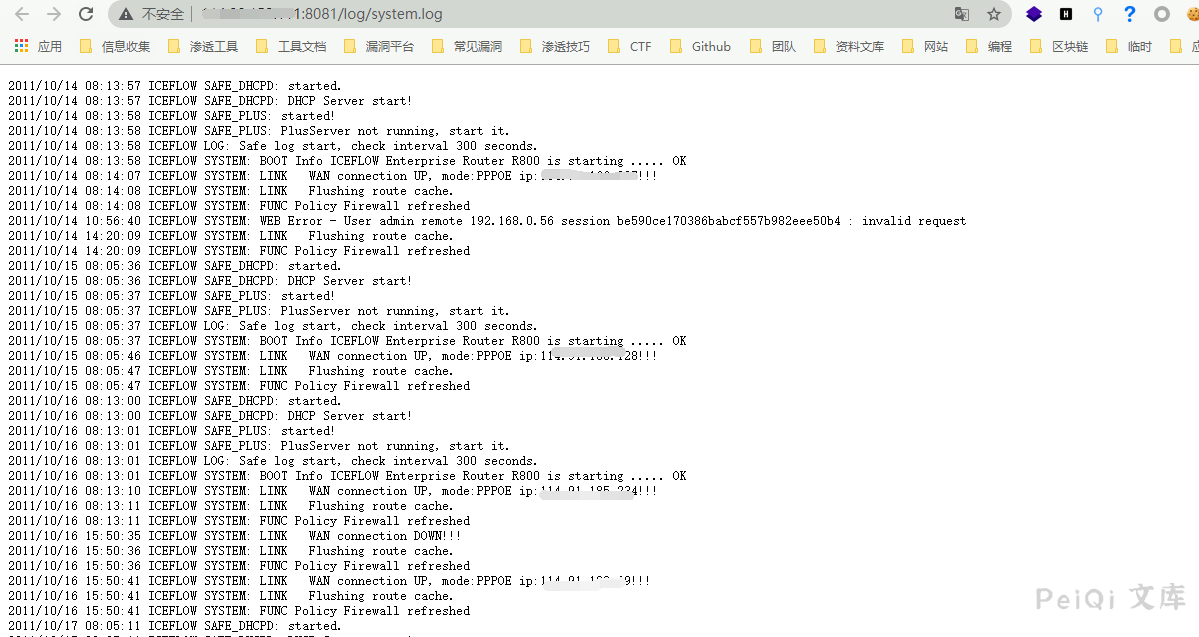 不安全 :8081/log/system.log
应用 信息收集 渗透工具 工具文档 漏洞平台 常见漏洞 渗透技巧 CTF Github 团队 资料文库 网站 编程 区块链 临时
2011/10/14 08:13:57 ICEFLOW SAFE_DHCPD: started.
2011/10/14 08:13:57 ICEFLOW SAFE_DHCPD: DHCP Server start!
2011/10/14 08:13:58 ICEFLOW SAFE_PLUS: started!
2011/10/14 08:13:58 ICEFLOW SAFE_PLUS: PlusServer not running, start it.
2011/10/14 08:13:58 ICEFLOW LOG: Safe log start, check interval 300 seconds.
2011/10/14 08:13:58 ICEFLOW SYSTEM: BOOT Info ICEFLOW Enterprise Router R800 is starting ..... OK
2011/10/14 08:14:07 ICEFLOW SYSTEM: LINK WAN connection UP, mode:PPPOE ip: !!!
2011/10/14 08:14:08 ICEFLOW SYSTEM: LINK Flushing route cache.
2011/10/14 08:14:08 ICEFLOW SYSTEM: FUNC Policy Firewall refreshed
2011/10/14 10:56:40 ICEFLOW SYSTEM: WEB Error - User admin remote 192.168.0.56 session be590ce170386babcf557b982eee50b4 : invalid request
2011/10/14 14:20:09 ICEFLOW SYSTEM: LINK Flushing route cache.
2011/10/14 14:20:09 ICEFLOW SYSTEM: FUNC Policy Firewall refreshed
2011/10/15 08:05:36 ICEFLOW SAFE_DHCPD: started.
2011/10/15 08:05:36 ICEFLOW SAFE_DHCPD: DHCP Server start!
2011/10/15 08:05:37 ICEFLOW SAFE_PLUS: started!
2011/10/15 08:05:37 ICEFLOW SAFE_PLUS: PlusServer not running, start it.
2011/10/15 08:05:37 ICEFLOW LOG: Safe log start, check interval 300 seconds.
2011/10/15 08:05:37 ICEFLOW SYSTEM: BOOT Info ICEFLOW Enterprise Router R800 is starting ..... OK
2011/10/15 08:05:46 ICEFLOW SYSTEM: LINK WAN connection UP, mode:PPPOE ip: !!!
2011/10/15 08:05:47 ICEFLOW SYSTEM: LINK Flushing route cache.
2011/10/15 08:05:47 ICEFLOW SYSTEM: FUNC Policy Firewall refreshed
2011/10/16 08:13:00 ICEFLOW SAFE_DHCPD: started.
2011/10/16 08:13:00 ICEFLOW SAFE_DHCPD: DHCP Server start!
2011/10/16 08:13:01 ICEFLOW SAFE_PLUS: started!
2011/10/16 08:13:01 ICEFLOW SAFE_PLUS: PlusServer not running, start it.
2011/10/16 08:13:01 ICEFLOW LOG: Safe log start, check interval 300 seconds.
2011/10/16 08:13:01 ICEFLOW SYSTEM: BOOT Info ICEFLOW Enterprise Router R800 is starting ..... OK
2011/10/16 08:13:10 ICEFLOW SYSTEM: LINK WAN connection UP, mode:PPPOE ip: !!!
2011/10/16 08:13:11 ICEFLOW SYSTEM: LINK Flushing route cache.
2011/10/16 08:13:11 ICEFLOW SYSTEM: FUNC Policy Firewall refreshed
2011/10/16 15:50:35 ICEFLOW SYSTEM: LINK WAN connection DOWN!!!
2011/10/16 15:50:36 ICEFLOW SYSTEM: LINK Flushing route cache.
2011/10/16 15:50:36 ICEFLOW SYSTEM: FUNC Policy Firewall refreshed
2011/10/16 15:50:41 ICEFLOW SYSTEM: LINK WAN connection UP, mode:PPPOE ip: !!!
2011/10/16 15:50:41 ICEFLOW SYSTEM: LINK Flushing route cache.
2011/10/16 15:50:41 ICEFLOW SYSTEM: FUNC Policy Firewall refreshed
2011/10/17 08:05:11 ICEFLOW SAFE_DHCPD: started.
PeiQi 文库